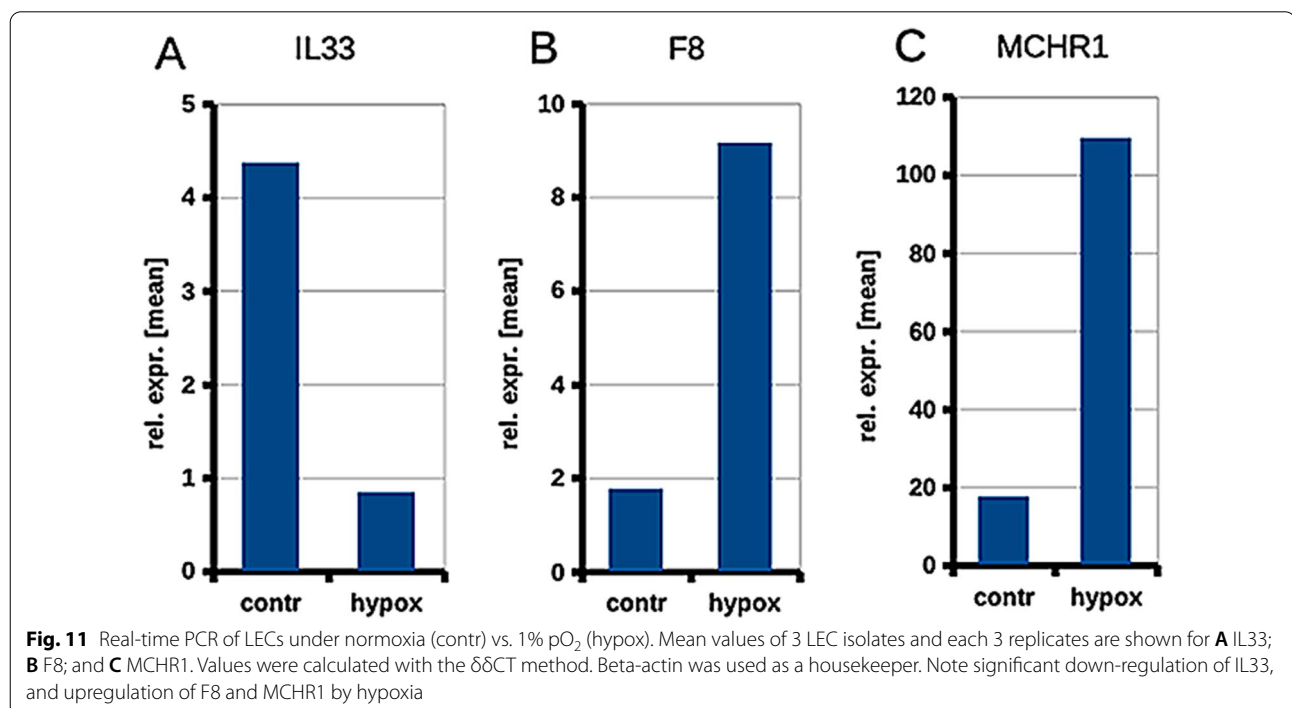 A IL33
5
4
3
2
1
0
rel. expr. [mean]
contr hypox
B F8
10
8
6
4
2
0
rel. expr. [mean]
contr hypox
C MCHR1
120
100
80
60
40
20
0
rel. expr. [mean]
contr hypox
Fig. 11 Real-time PCR of LECs under normoxia (contr) vs. 1% pO₂ (hypox). Mean values of 3 LEC isolates and each 3 replicates are shown for A IL33;
B F8; and C MCHR1. Values were calculated with the δδCT method. Beta-actin was used as a housekeeper. Note significant down-regulation of IL33,
and upregulation of F8 and MCHR1 by hypoxia